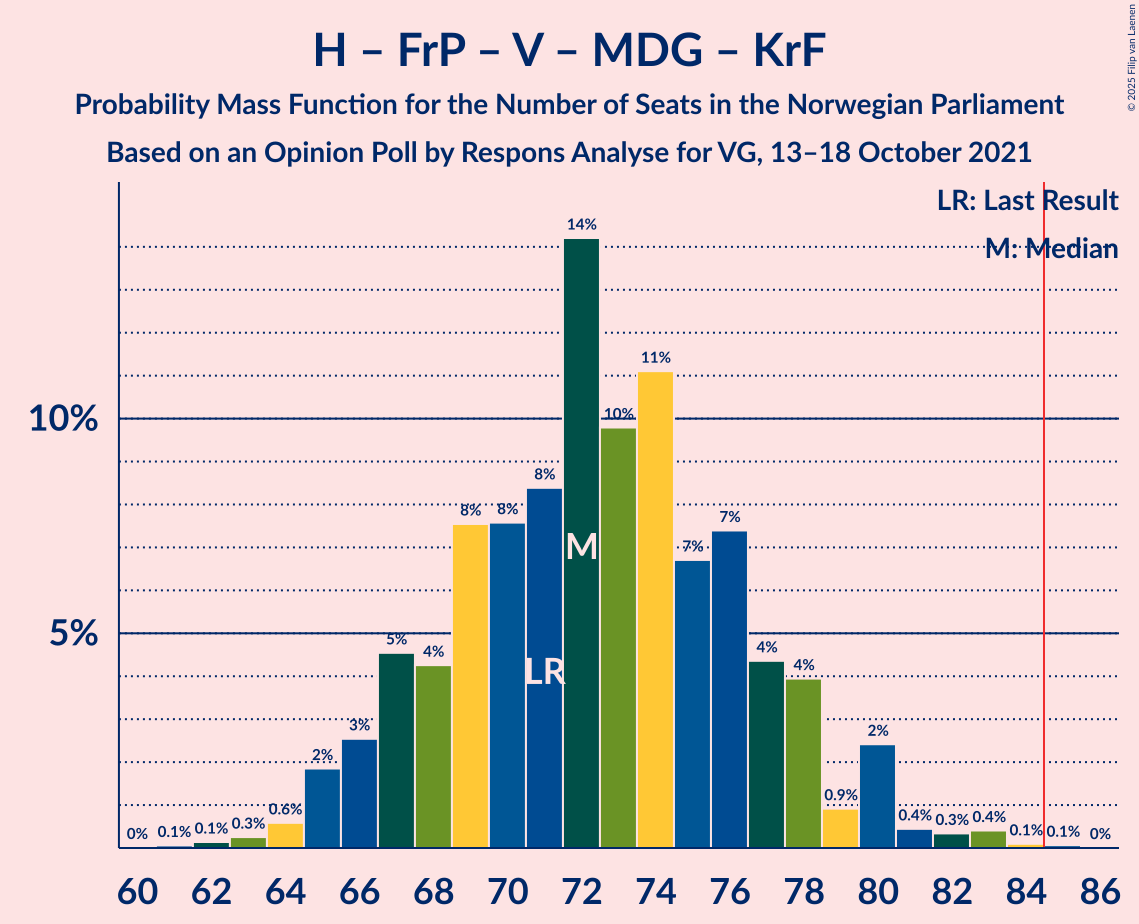 H – FrP – V – MDG – KrF
Probability Mass Function for the Number of Seats in the Norwegian Parliament
Based on an Opinion Poll by Respons Analyse for VG, 13–18 October 2021
© 2025 Filip van Laenen
LR: Last Result
M: Median
10%
5%
0% 0.1% 0.1% 0.3% 0.6% 2% 3% 5% 4% 8% 8% 8% 14% 10% 11% 7% 7% 4% 4% 0.9% 2% 0.4% 0.3% 0.4% 0.1% 0.1% 0%
M
LR
60 62 64 66 68 70 72 74 76 78 80 82 84 86